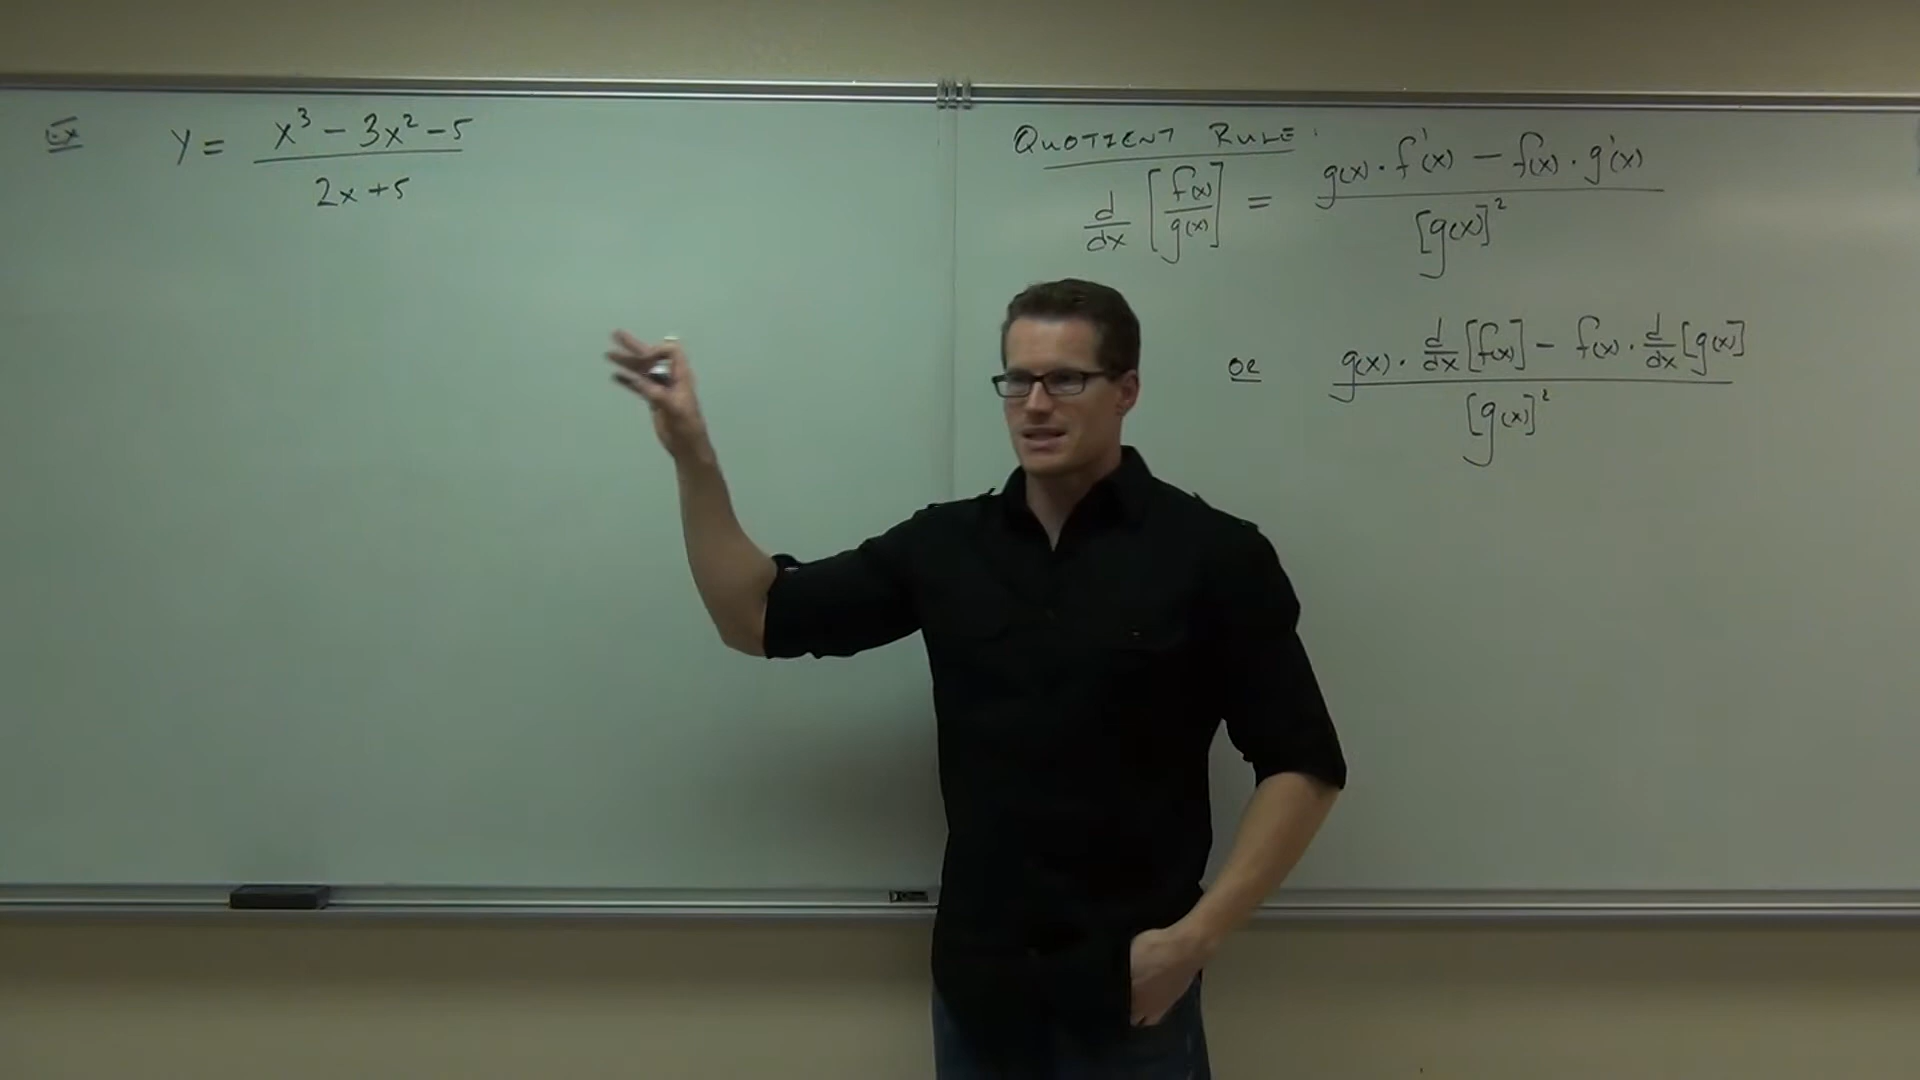 Ex y = x³ - 3x² - 5 / 2x + 5
QUOTIENT RULE:
d/dx [f(x)/g(x)] = g(x) · f'(x) - f(x) · g'(x) / [g(x)]²
OR g(x) · d/dx [f(x)] - f(x) · d/dx [g(x)] / [g(x)]²